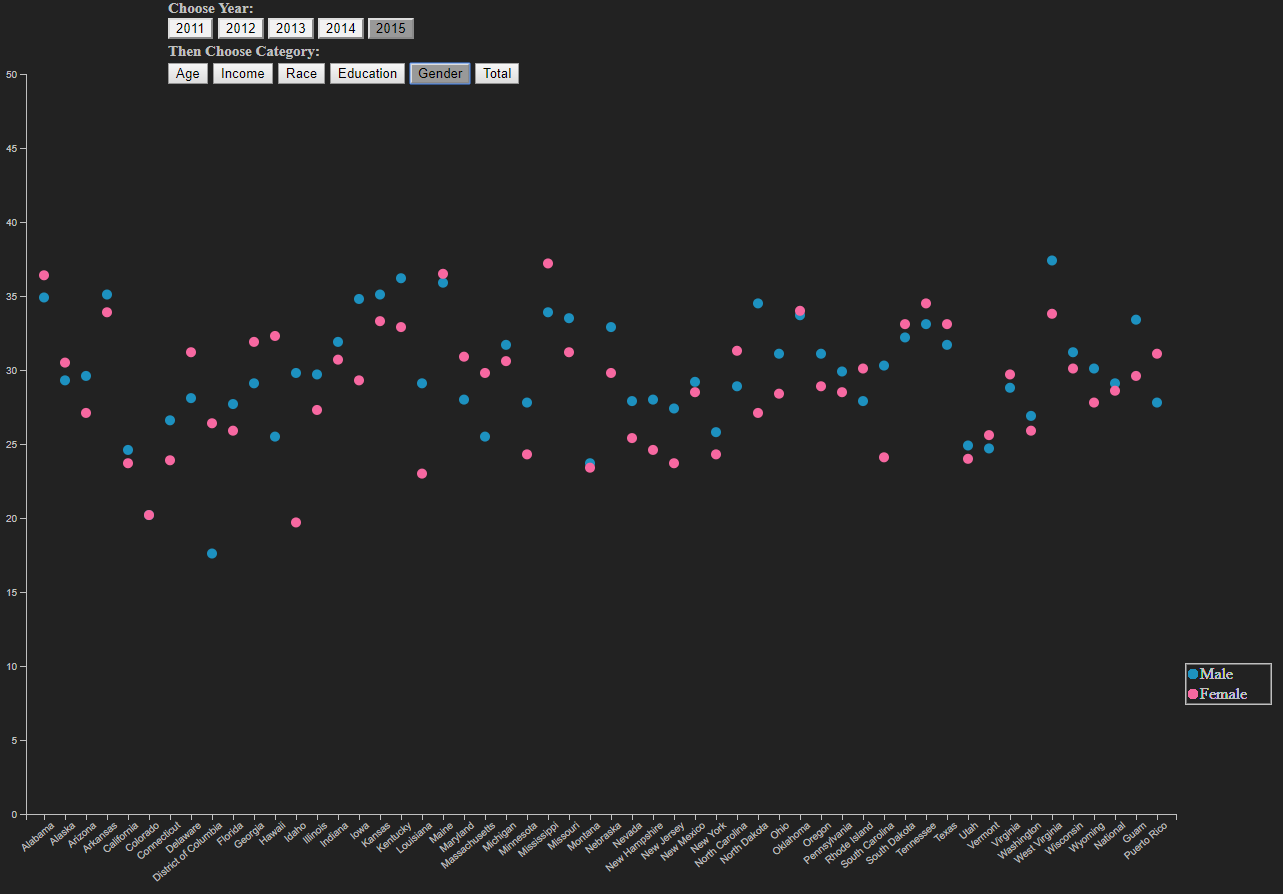 Choose Year:
2011 2012 2013 2014 2015
Then Choose Category:
Age Income Race Education Gender Total
50
45
40
35
30
25
20
15
10
5
0
Male
Female
Alabama
Alaska
Arizona
Arkansas
California
Colorado
Connecticut
Delaware
District of Columbia
Florida
Georgia
Hawaii
Idaho
Illinois
Indiana
Iowa
Kansas
Kentucky
Louisiana
Maine
Maryland
Massachusetts
Michigan
Minnesota
Mississippi
Missouri
Montana
Nebraska
Nevada
New Hampshire
New Jersey
New Mexico
New York
North Carolina
North Dakota
Ohio
Oklahoma
Oregon
Pennsylvania
Rhode Island
South Carolina
South Dakota
Tennessee
Texas
Utah
Vermont
Virginia
Washington
West Virginia
Wisconsin
Wyoming
National
Guam
Puerto Rico